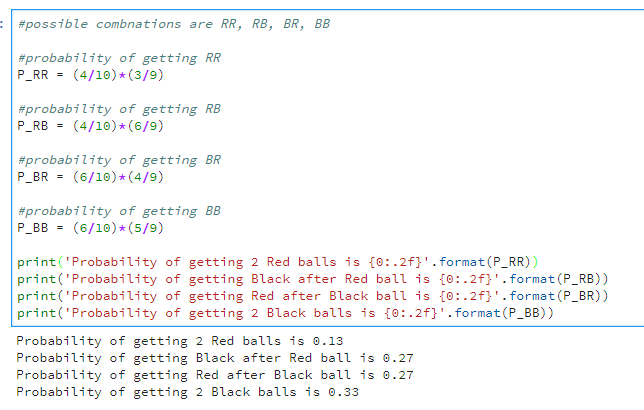 #possible combnations are RR, RB, BR, BB
#probability of getting RR
P_RR = (4/10)*(3/9)
#probability of getting RB
P_RB = (4/10)*(6/9)
#probability of getting BR
P_BR = (6/10)*(4/9)
#probability of getting BB
P_BB = (6/10)*(5/9)
print('Probability of getting 2 Red balls is {0:.2f}'.format(P_RR))
print('Probability of getting Black after Red ball is {0:.2f}'.format(P_RB))
print('Probability of getting Red after Black ball is {0:.2f}'.format(P_BR))
print('Probability of getting 2 Black balls is {0:.2f}'.format(P_BB))
Probability of getting 2 Red balls is 0.13
Probability of getting Black after Red ball is 0.27
Probability of getting Red after Black ball is 0.27
Probability of getting 2 Black balls is 0.33